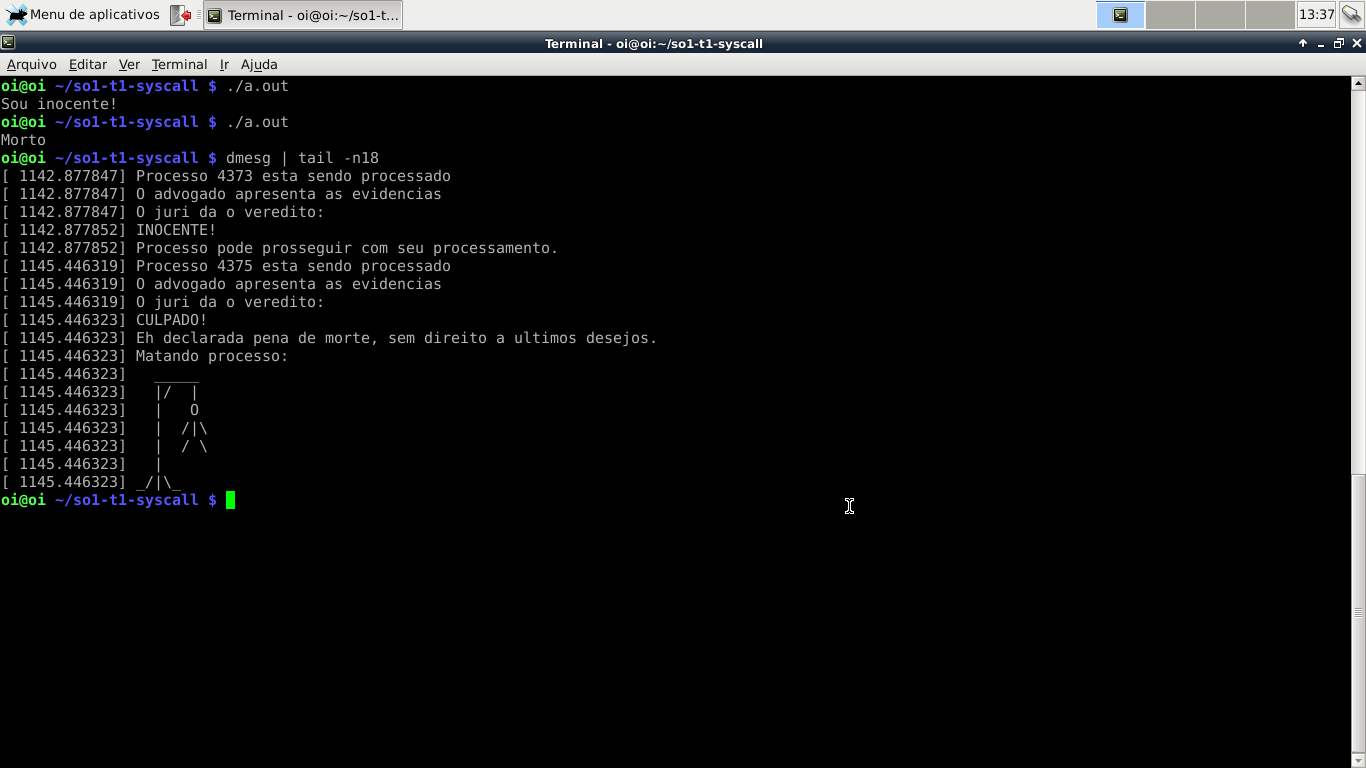 Menu de aplicativos
Terminal - oi@oi:~/so1-t...
13:37
Terminal - oi@oi:~/so1-t1-syscall
Arquivo Editar Ver Terminal Ir Ajuda
oi@oi ~/so1-t1-syscall $ ./a.out
Sou inocente!
oi@oi ~/so1-t1-syscall $ ./a.out
Morto
oi@oi ~/so1-t1-syscall $ dmesg | tail -n18
[ 1142.877847] Processo 4373 esta sendo processado
[ 1142.877847] O advogado apresenta as evidencias
[ 1142.877847] O juri da o veredito:
[ 1142.877852] INOCENTE!
[ 1142.877852] Processo pode prosseguir com seu processamento.
[ 1145.446319] Processo 4375 esta sendo processado
[ 1145.446319] O advogado apresenta as evidencias
[ 1145.446319] O juri da o veredito:
[ 1145.446323] CULPADO!
[ 1145.446323] Eh declarada pena de morte, sem direito a ultimos desejos.
[ 1145.446323] Matando processo:
[ 1145.446323]   _____
[ 1145.446323]   |/  |
[ 1145.446323]   |   O
[ 1145.446323]   |  /|\
[ 1145.446323]   |  / \
[ 1145.446323]   |
[ 1145.446323] _/|\_
oi@oi ~/so1-t1-syscall $